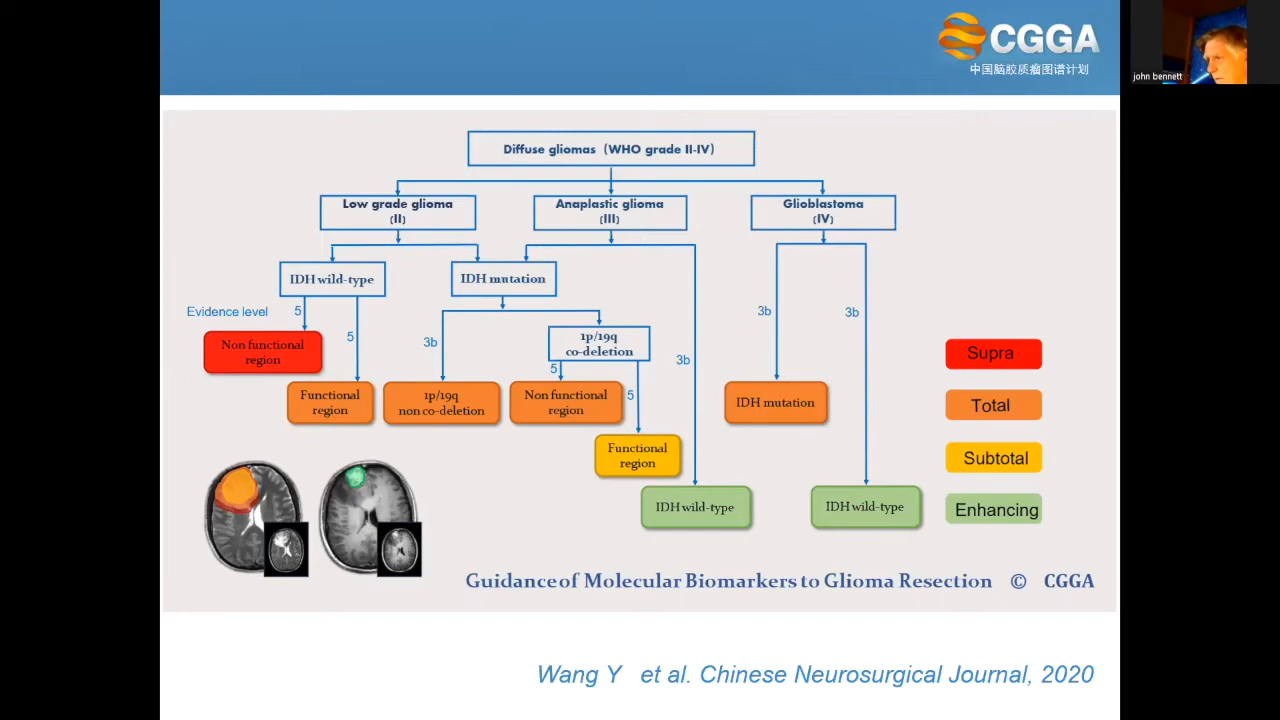 CGGA
中国脑胶质瘤图谱计划
john bennett
Diffuse gliomas（WHO grade II-IV）
Low grade glioma
(II)
Anaplastic glioma
(III)
Glioblastoma
(IV)
IDH wild-type
IDH mutation
Evidence level
5
5
3b
1p/19q
co-deletion
5
5
3b
3b
3b
Non functional
region
Functional
region
1p/19q
non co-deletion
Non functional
region
Functional
region
IDH wild-type
IDH mutation
IDH wild-type
Supra
Total
Subtotal
Enhancing
Guidance of Molecular Biomarkers to Glioma Resection © CGGA
Wang Y et al. Chinese Neurosurgical Journal, 2020